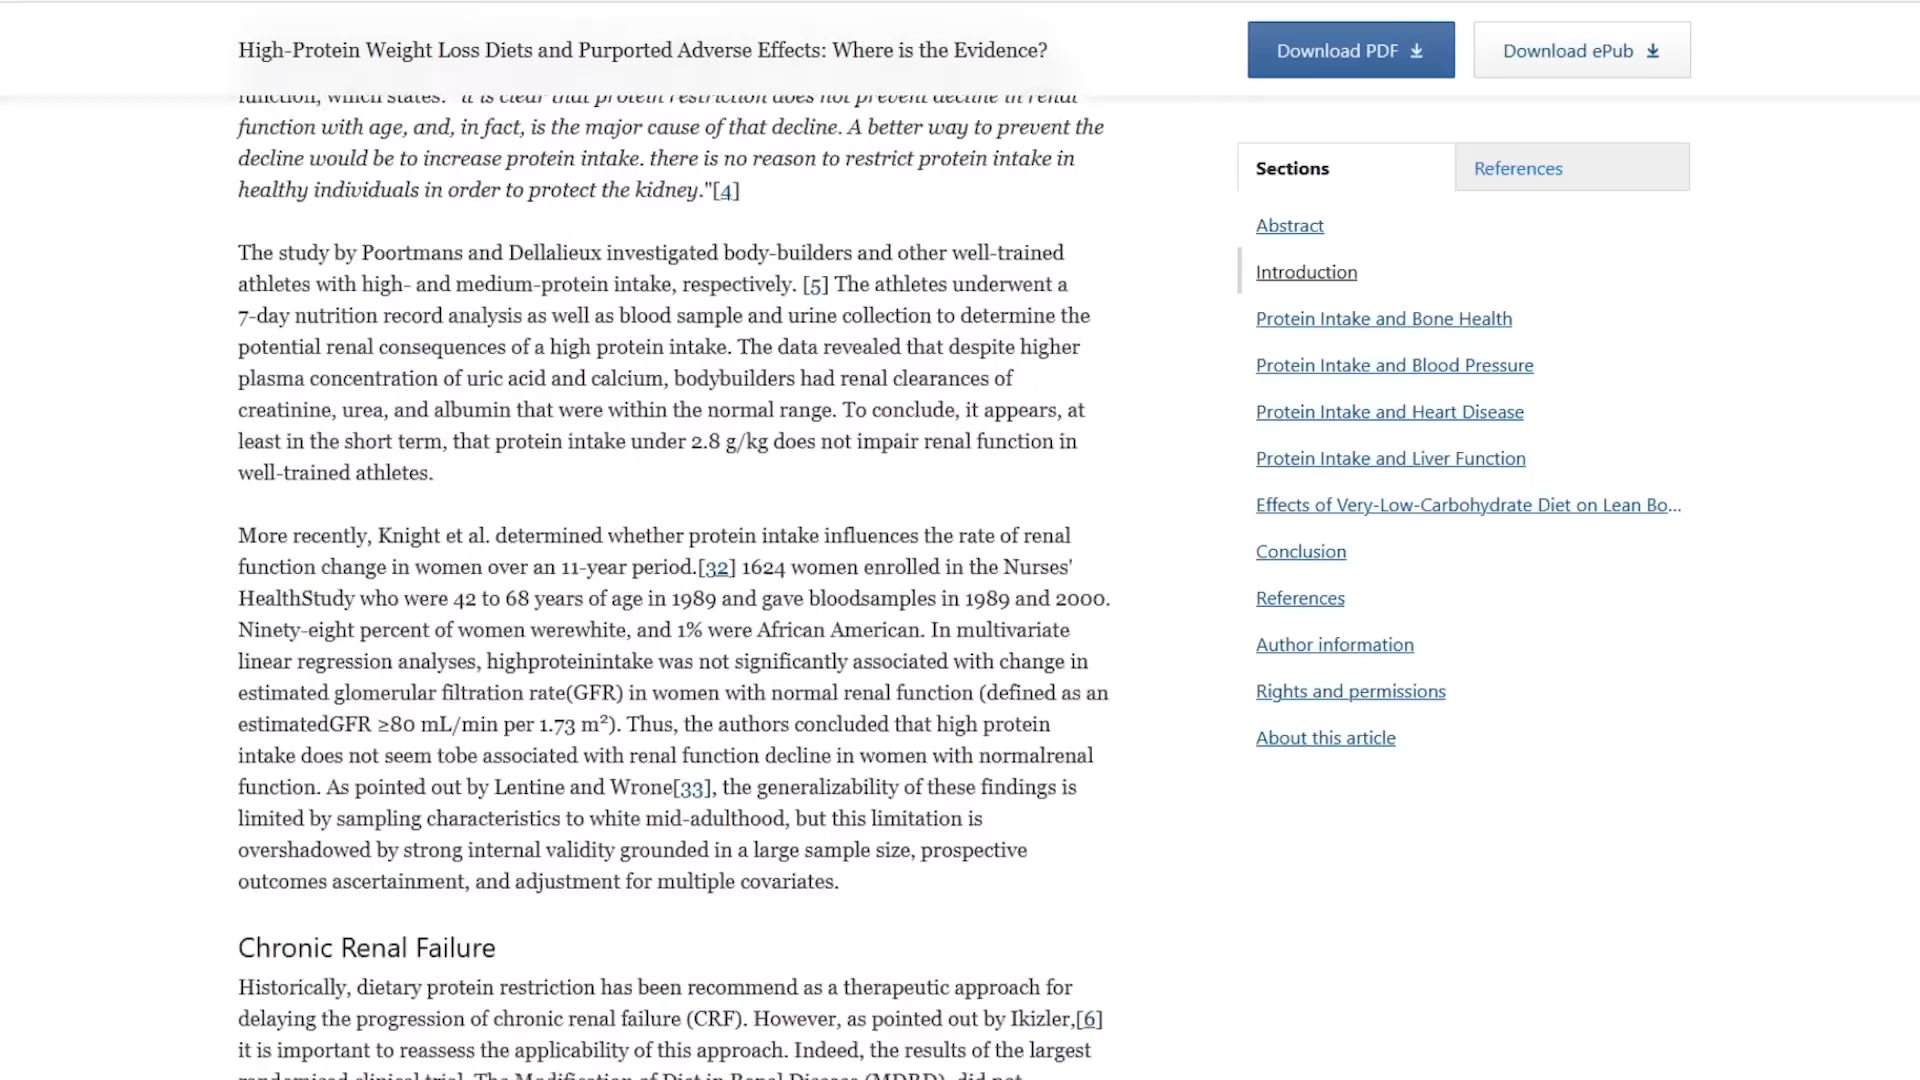 High-Protein Weight Loss Diets and Purported Adverse Effects: Where is the Evidence?
Download PDF
Download ePub
function, which states: "it is clear that protein restriction does not prevent decline in renal
function with age, and, in fact, is the major cause of that decline. A better way to prevent the
decline would be to increase protein intake. there is no reason to restrict protein intake in
healthy individuals in order to protect the kidney."[4]
The study by Poortmans and Dellalieux investigated body-builders and other well-trained
athletes with high- and medium-protein intake, respectively. [5] The athletes underwent a
7-day nutrition record analysis as well as blood sample and urine collection to determine the
potential renal consequences of a high protein intake. The data revealed that despite higher
plasma concentration of uric acid and calcium, bodybuilders had renal clearances of
creatinine, urea, and albumin that were within the normal range. To conclude, it appears, at
least in the short term, that protein intake under 2.8 g/kg does not impair renal function in
well-trained athletes.
More recently, Knight et al. determined whether protein intake influences the rate of renal
function change in women over an 11-year period.[32] 1624 women enrolled in the Nurses'
HealthStudy who were 42 to 68 years of age in 1989 and gave bloodsamples in 1989 and 2000.
Ninety-eight percent of women werewhite, and 1% were African American. In multivariate
linear regression analyses, highproteinintake was not significantly associated with change in
estimated glomerular filtration rate(GFR) in women with normal renal function (defined as an
estimatedGFR ≥80 mL/min per 1.73 m²). Thus, the authors concluded that high protein
intake does not seem tobe associated with renal function decline in women with normalrenal
function. As pointed out by Lentine and Wrone[33], the generalizability of these findings is
limited by sampling characteristics to white mid-adulthood, but this limitation is
overshadowed by strong internal validity grounded in a large sample size, prospective
outcomes ascertainment, and adjustment for multiple covariates.
Chronic Renal Failure
Historically, dietary protein restriction has been recommend as a therapeutic approach for
delaying the progression of chronic renal failure (CRF). However, as pointed out by Ikizler,[6]
it is important to reassess the applicability of this approach. Indeed, the results of the largest
randomised clinical trial, The Modification of Diet in Renal Disease (MDRD), did not
Sections
References
Abstract
Introduction
Protein Intake and Bone Health
Protein Intake and Blood Pressure
Protein Intake and Heart Disease
Protein Intake and Liver Function
Effects of Very-Low-Carbohydrate Diet on Lean Bo...
Conclusion
References
Author information
Rights and permissions
About this article